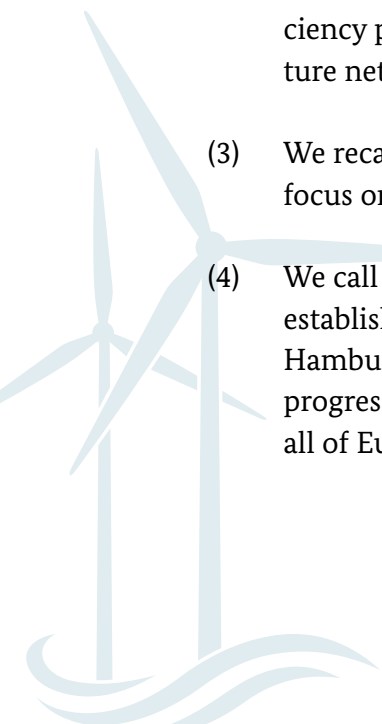 ciency p
ture net
(3) We reca
focus on
(4) We call
establish
Hambu
progres
all of Eu